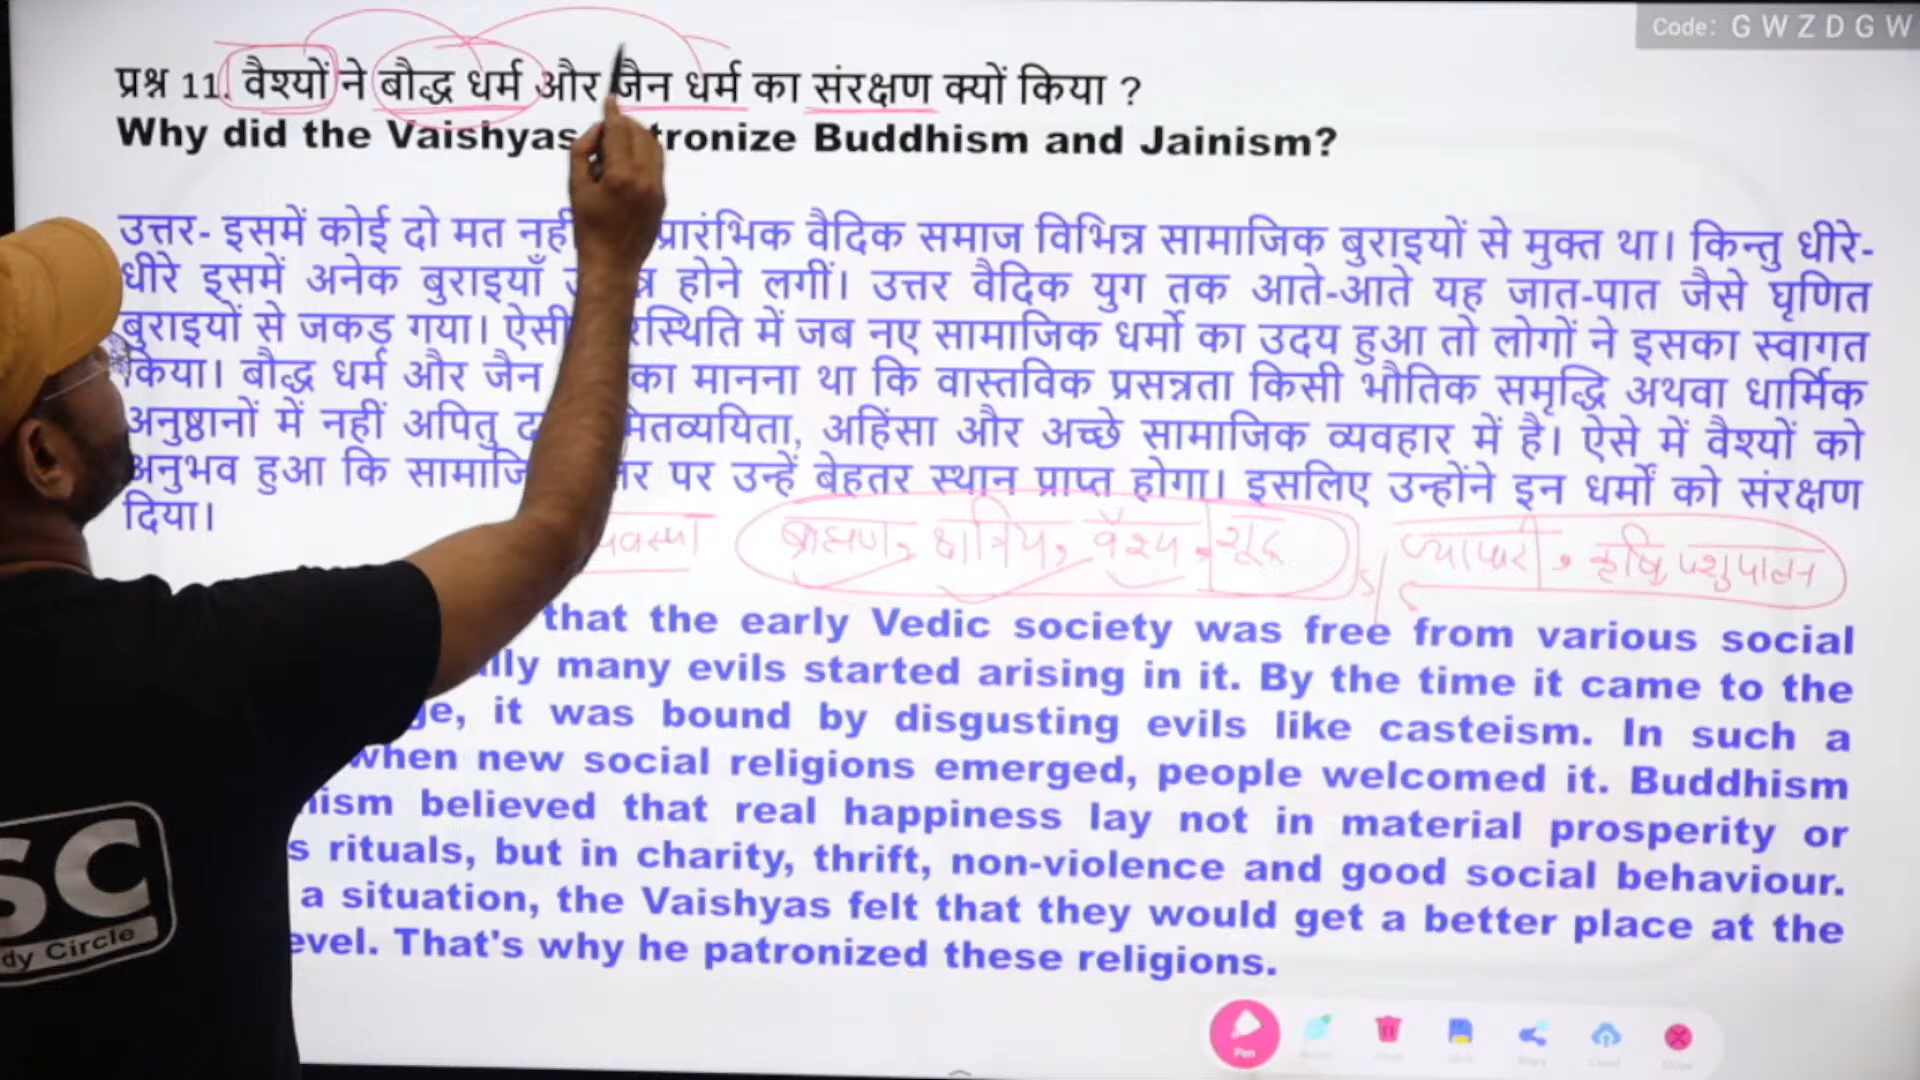 Code: G W Z D G W
प्रश्न 11. वैश्यों ने बौद्ध धर्म और जैन धर्म का संरक्षण क्यों किया ?
Why did the Vaishyas tronize Buddhism and Jainism?
उत्तर- इसमें कोई दो मत नहीं प्रारंभिक वैदिक समाज विभिन्न सामाजिक बुराइयों से मुक्त था। किन्तु धीरे-
धीरे इसमें अनेक बुराइयाँ होने लगीं। उत्तर वैदिक युग तक आते-आते यह जात-पात जैसे घृणित
बुराइयों से जकड़ गया। ऐसी रस्थिति में जब नए सामाजिक धर्मो का उदय हुआ तो लोगों ने इसका स्वागत
किया। बौद्ध धर्म और जैन का मानना था कि वास्तविक प्रसन्नता किसी भौतिक समृद्धि अथवा धार्मिक
अनुष्ठानों में नहीं अपितु मितव्ययिता, अहिंसा और अच्छे सामाजिक व्यवहार में है। ऐसे में वैश्यों को
अनुभव हुआ कि सामाजि तर पर उन्हें बेहतर स्थान प्राप्त होगा। इसलिए उन्होंने इन धर्मों को संरक्षण
दिया।
ब्राह्मण, क्षत्रिय, वैश्य, शूद्र व्यापारी, कृषि, पशुपालन
that the early Vedic society was free from various social
lly many evils started arising in it. By the time it came to the
ge, it was bound by disgusting evils like casteism. In such a
when new social religions emerged, people welcomed it. Buddhism
nism believed that real happiness lay not in material prosperity or
s rituals, but in charity, thrift, non-violence and good social behaviour.
a situation, the Vaishyas felt that they would get a better place at the
evel. That's why he patronized these religions.
SC
dy Circle
Pen